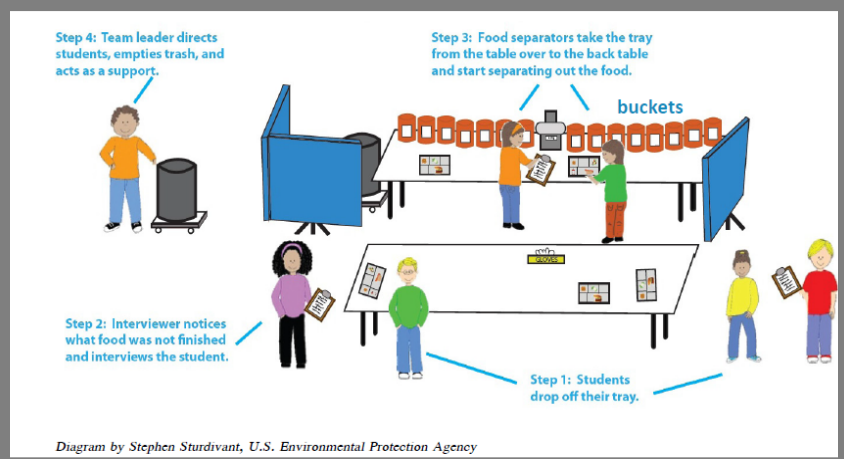 Step 4: Team leader directs
students, empties trash, and
acts as a support.
Step 3: Food separators take the tray
from the table over to the back table
and start separating out the food.
buckets
GLOVES
Step 2: Interviewer notices
what food was not finished
and interviews the student.
Step 1: Students
drop off their tray.
Diagram by Stephen Sturdivant, U.S. Environmental Protection Agency